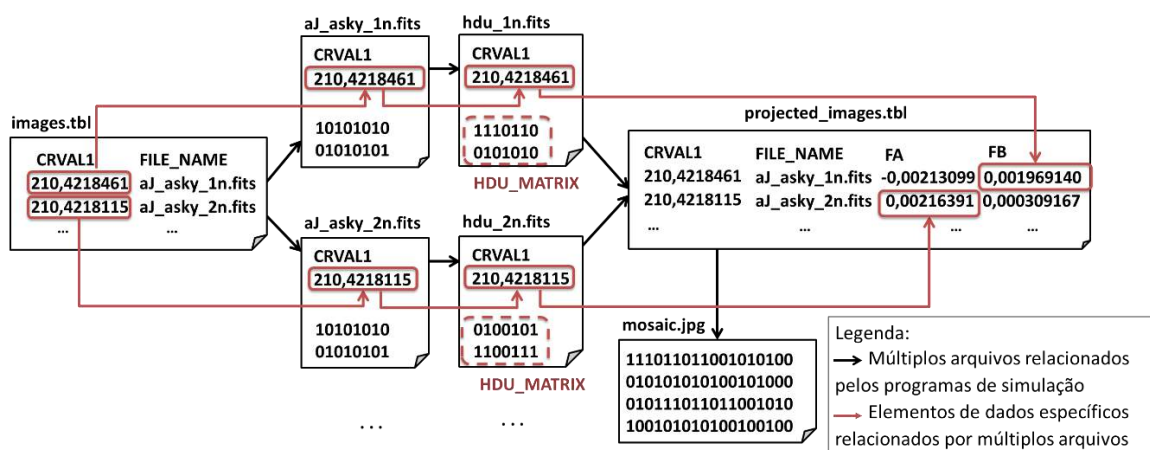 images.tbl
CRVAL1 FILE_NAME
210,4218461 aJ_asky_1n.fits
210,4218115 aJ_asky_2n.fits
... ...
aJ_asky_1n.fits
CRVAL1
210,4218461
10101010
01010101
hdu_1n.fits
CRVAL1
210,4218461
1110110
0101010
HDU_MATRIX
aJ_asky_2n.fits
CRVAL1
210,4218115
10101010
01010101
...
hdu_2n.fits
CRVAL1
210,4218115
0100101
1100111
HDU_MATRIX
...
projected_images.tbl
CRVAL1 FILE_NAME FA FB
210,4218461 aJ_asky_1n.fits -0,00213099 0,001969140
210,4218115 aJ_asky_2n.fits 0,00216391 0,000309167
... ... ... ...
mosaic.jpg
111011011001010100
010101010100101000
010111011011001010
100101010100100100
Legenda:
Múltiplos arquivos relacionados
pelos programas de simulação
Elementos de dados específicos
relacionados por múltiplos arquivos